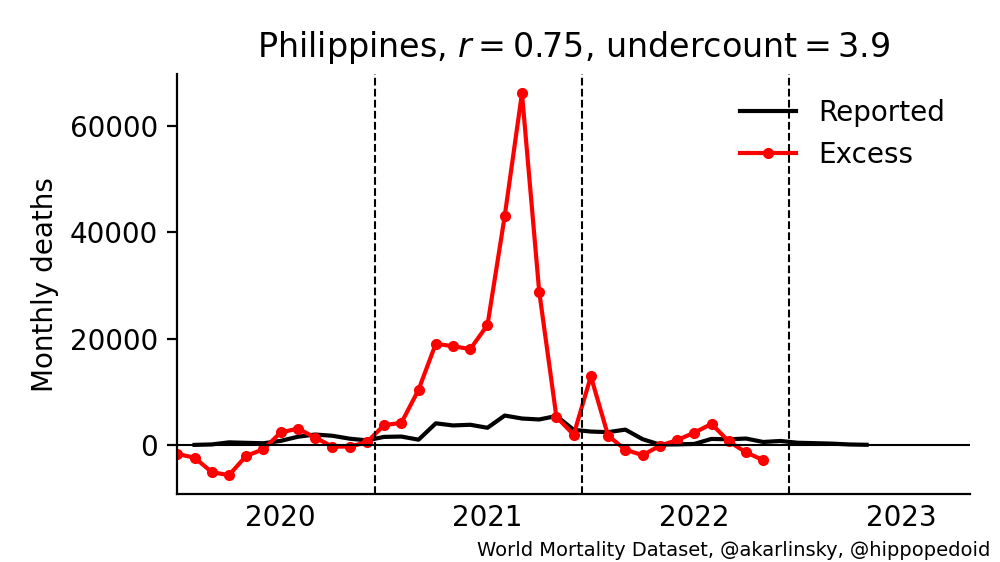 Philippines, r = 0.75, undercount = 3.9
Reported
Excess
Monthly deaths
60000
40000
20000
0
2020 2021 2022 2023
World Mortality Dataset, @akarlinsky, @hippopedoid